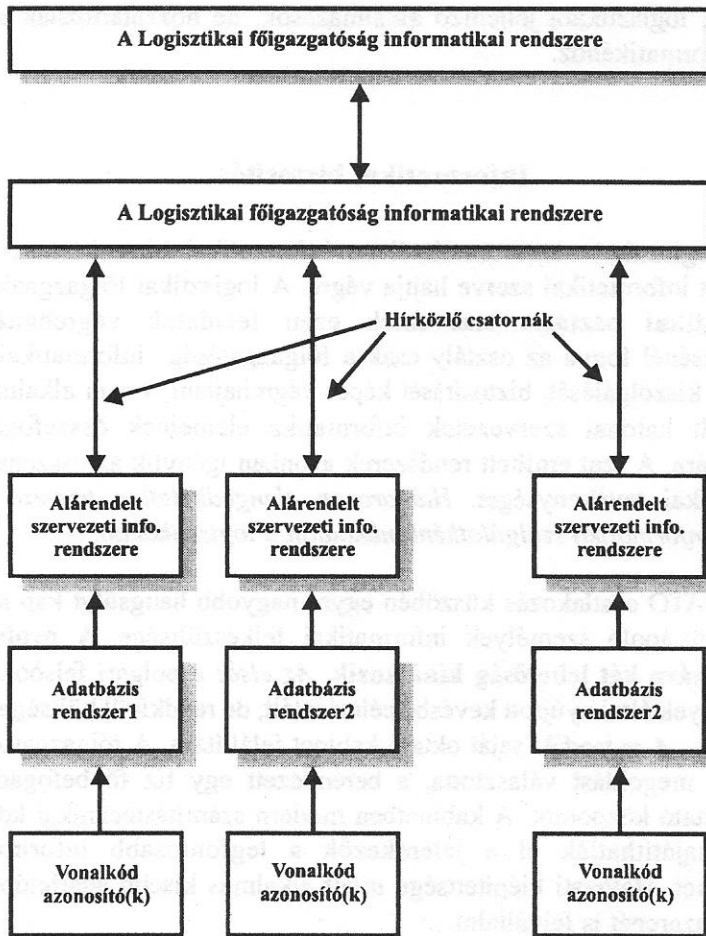 A Logisztikai főigazgatóság informatikai rendszere
A Logisztikai főigazgatóság informatikai rendszere
Hírközlő csatornák
Alárendelt
szervezeti info.
rendszere
Alárendelt
szervezeti info.
rendszere
Alárendelt
szervezeti info.
rendszere
Adatbázis
rendszer1
Adatbázis
rendszer2
Adatbázis
rendszer2
Vonalkód
azonosító(k)
Vonalkód
azonosító(k)
Vonalkód
azonosító(k)